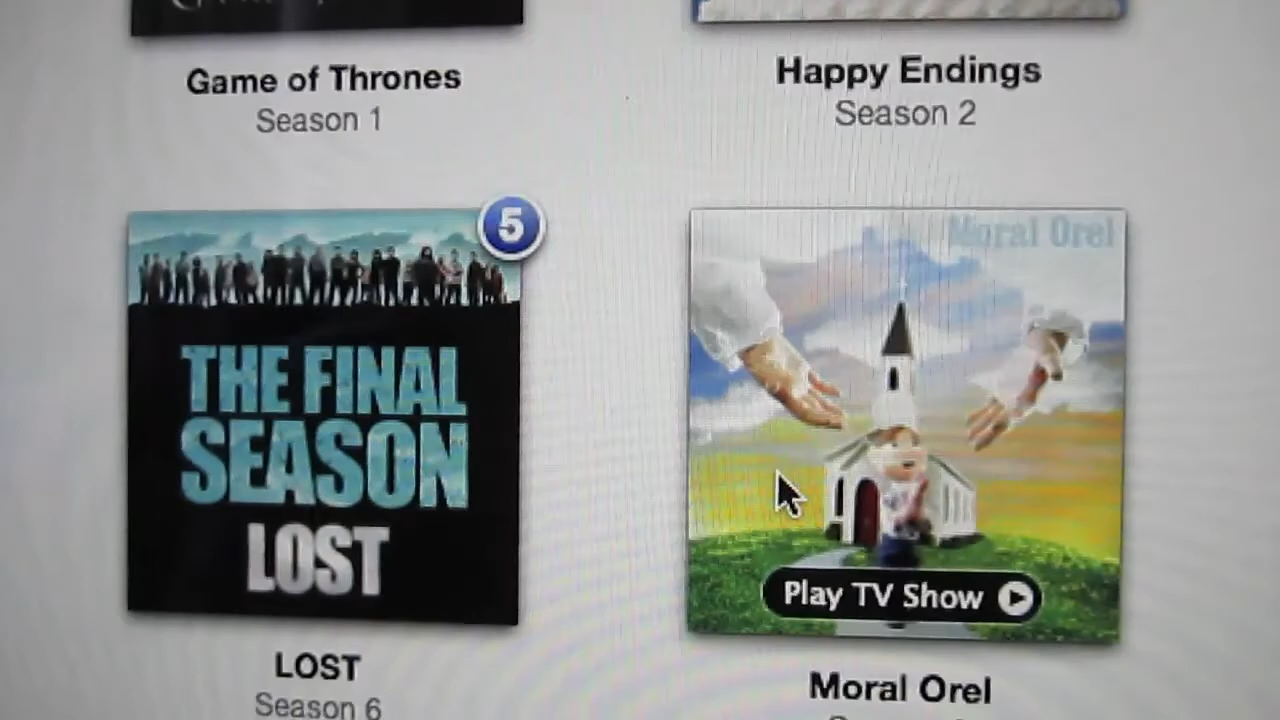 Game of Thrones
Season 1
Happy Endings
Season 2
5
THE FINAL
SEASON
LOST
LOST
Season 6
Moral Orel
Play TV Show
Moral Orel